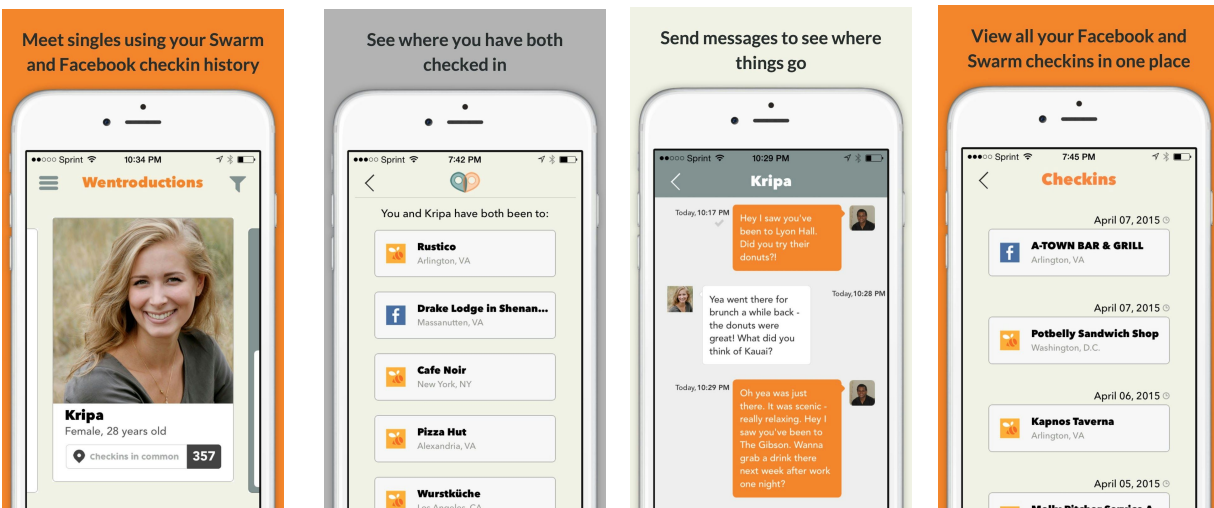 Meet singles using your Swarm
and Facebook checkin history
Sprint
10:34 PM
Wentroductions
Kripa
Female, 28 years old
Checkins in common 357
See where you have both
checked in
Sprint
7:42 PM
You and Kripa have both been to:
Rustico
Arlington, VA
f
Drake Lodge in Shenan...
Massanutten, VA
Cafe Noir
New York, NY
Pizza Hut
Alexandria, VA
Wurstküche
Los Angeles, CA
Send messages to see where
things go
Sprint
10:29 PM
Kripa
Today, 10:17 PM
Hey I saw you've
been to Lyon Hall.
Did you try their
donuts?!
Today, 10:28 PM
Yea went there for
brunch a while back -
the donuts were
great! What did you
think of Kauai?
Today, 10:29 PM
Oh yea was just
there. It was scenic -
really relaxing. Hey I
saw you've been to
The Gibson. Wanna
grab a drink there
next week after work
one night?
View all your Facebook and
Swarm checkins in one place
Sprint
7:45 PM
Checkins
April 07, 2015
f
A-TOWN BAR & GRILL
Arlington, VA
April 07, 2015
Potbelly Sandwich Shop
Washington, D.C.
April 06, 2015
Kapnos Taverna
Arlington, VA
April 05, 2015